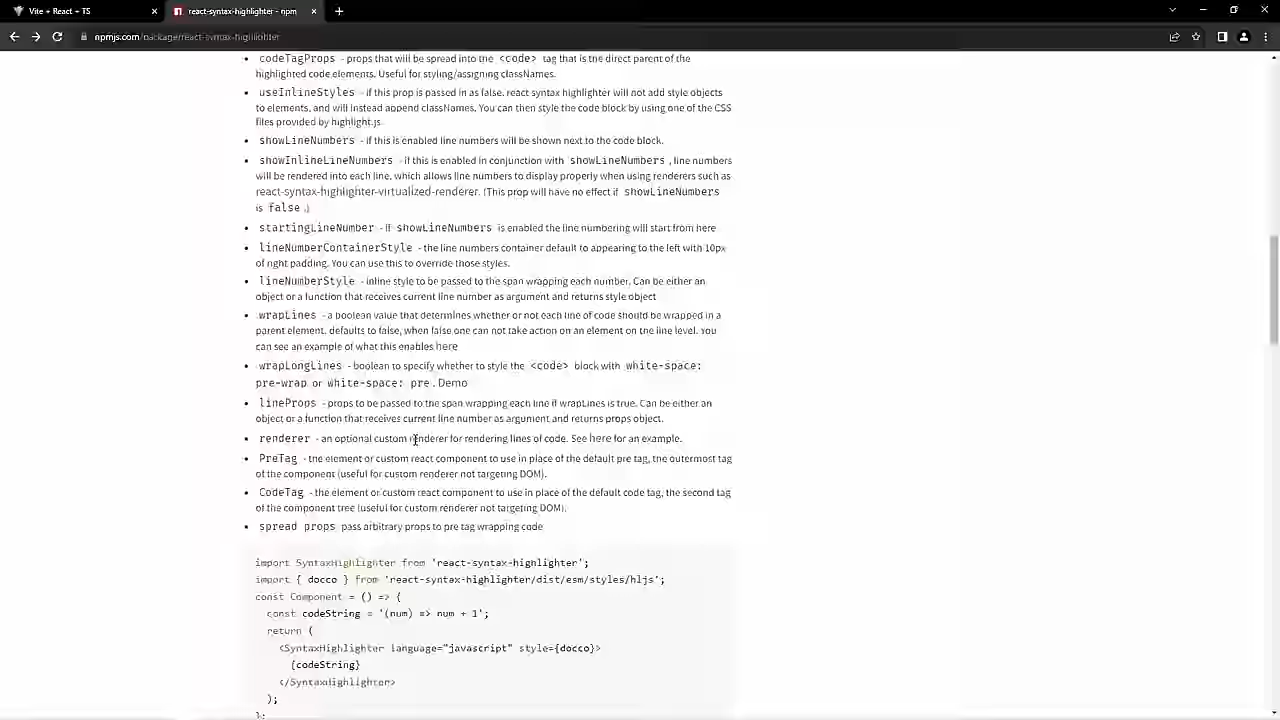 Vite + React + TS
react-syntax-highlighter - npm
npmjs.com/package/react-syntax-highlighter
codeTagProps - props that will be spread into the <code> tag that is the direct parent of the
highlighted code elements. Useful for styling/assigning classNames.
useInlineStyles - if this prop is passed in as false, react syntax highlighter will not add style objects
to elements, and will instead append classNames. You can then style the code block by using one of the CSS
files provided by highlight.js.
showLineNumbers - if this is enabled line numbers will be shown next to the code block.
showInlineLineNumbers - if this is enabled in conjunction with showLineNumbers , line numbers
will be rendered into each line, which allows line numbers to display properly when using renderers such as
react-syntax-highlighter-virtualized-renderer. (This prop will have no effect if showLineNumbers
is false .)
startingLineNumber - if showLineNumbers is enabled the line numbering will start from here
lineNumberContainerStyle - the line numbers container default to appearing to the left with 10px
of right padding. You can use this to override those styles.
lineNumberStyle - inline style to be passed to the span wrapping each number. Can be either an
object or a function that receives current line number as argument and returns style object
wrapLines - a boolean value that determines whether or not each line of code should be wrapped in a
parent element. defaults to false, when false one can not take action on an element on the line level. You
can see an example of what this enables here
wrapLongLines - boolean to specify whether to style the <code> block with white-space:
pre-wrap or white-space: pre . Demo
lineProps - props to be passed to the span wrapping each line if wrapLines is true. Can be either an
object or a function that receives current line number as argument and returns props object.
renderer - an optional custom renderer for rendering lines of code. See here for an example.
PreTag - the element or custom react component to use in place of the default pre tag, the outermost tag
of the component (useful for custom renderer not targeting DOM).
CodeTag - the element or custom react component to use in place of the default code tag, the second tag
of the component tree (useful for custom renderer not targeting DOM).
spread props pass arbitrary props to pre tag wrapping code
import SyntaxHighlighter from 'react-syntax-highlighter';
import { docco } from 'react-syntax-highlighter/dist/esm/styles/hljs';
const Component = () => {
const codeString = '(num) => num + 1';
return (
<SyntaxHighlighter language="javascript" style={docco}>
{codeString}
</SyntaxHighlighter>
);
};